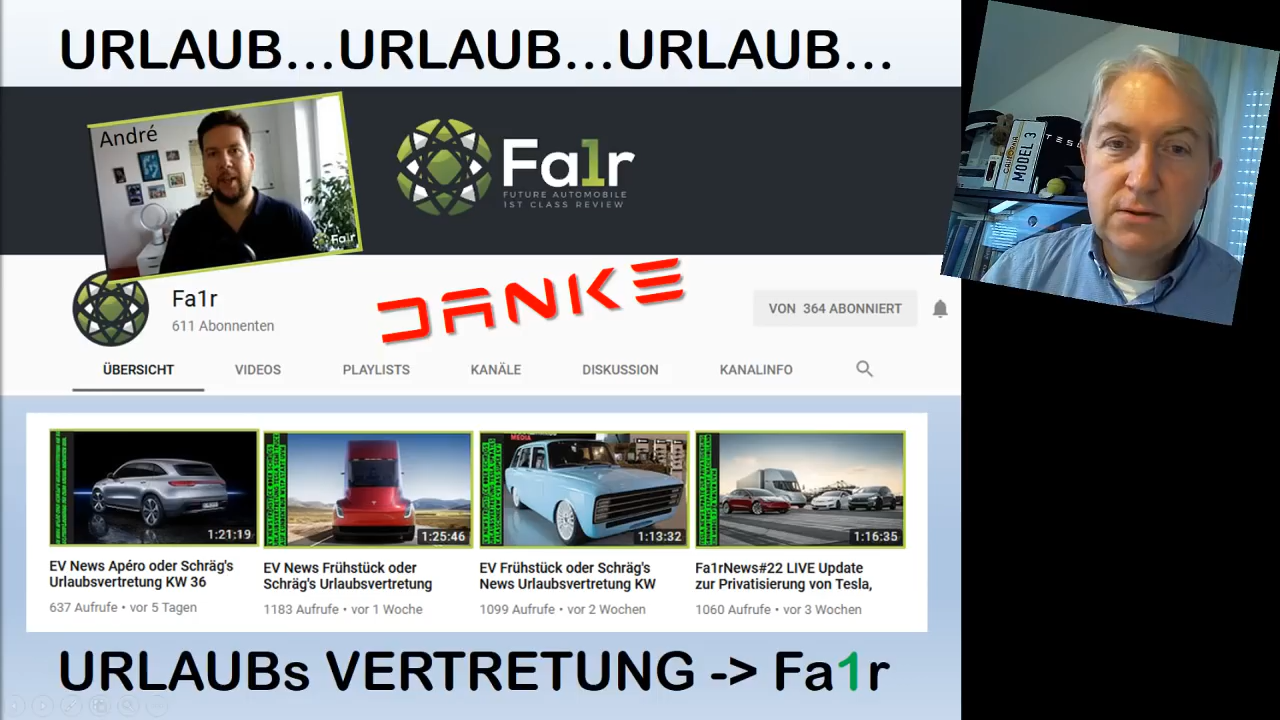 URLAUB...URLAUB...URLAUB...
André
Fa1r
FUTURE AUTOMOBILE
1ST CLASS REVIEW
Fa1r
CALIFORNIA
MODEL 3
TES
Fa1r
611 Abonnenten
DANKE
VON 364 ABONNIERT
ÜBERSICHT VIDEOS PLAYLISTS KANÄLE DISKUSSION KANALINFO
MEDIA
1:21:19 1:25:46 1:13:32 1:16:35
EV News Apéro oder Schräg's
Urlaubsvertretung KW 36
637 Aufrufe • vor 5 Tagen
EV News Frühstück oder
Schräg's Urlaubsvertretung
1183 Aufrufe • vor 1 Woche
EV Frühstück oder Schräg's
News Urlaubsvertretung KW
1099 Aufrufe • vor 2 Wochen
Fa1rNews#22 LIVE Update
zur Privatisierung von Tesla,
1060 Aufrufe • vor 3 Wochen
URLAUBs VERTRETUNG -> Fa1r